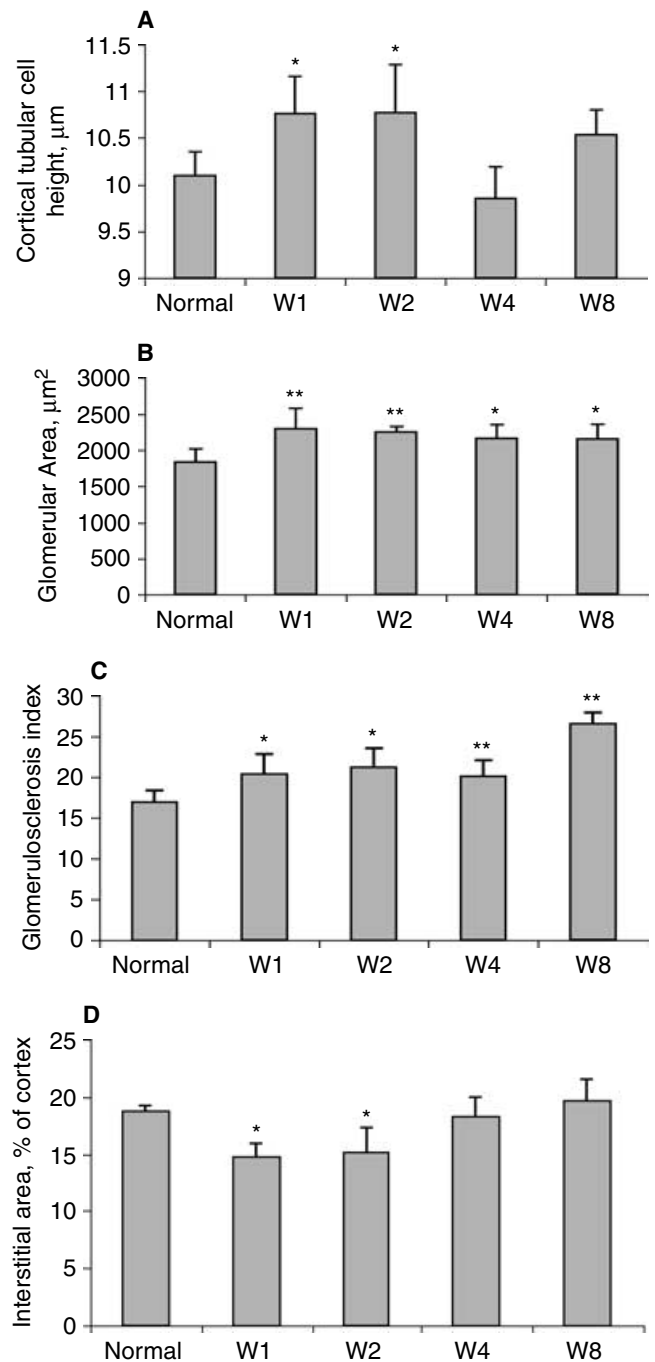 A
Cortical tubular cell
height, μm
11.5
11
10.5
10
9.5
9
* *
Normal W1 W2 W4 W8
B
Glomerular Area, μm²
3000
2500
2000
1500
1000
500
0
** ** * *
Normal W1 W2 W4 W8
C
Glomerulosclerosis index
30
25
20
15
10
5
0
* * ** **
Normal W1 W2 W4 W8
D
Interstitial area, % of cortex
25
20
15
10
5
0
* *
Normal W1 W2 W4 W8